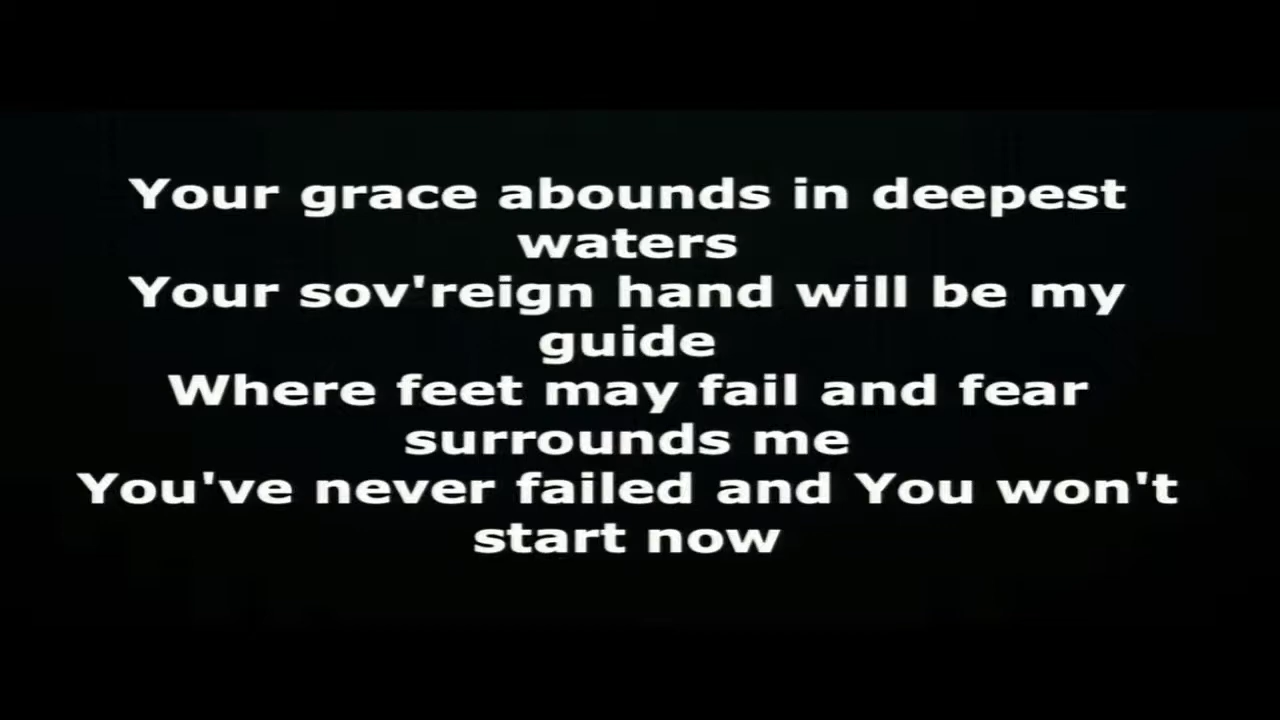 Your grace abounds in deepest
waters
Your sov'reign hand will be my
guide
Where feet may fail and fear
surrounds me
You've never failed and You won't
start now